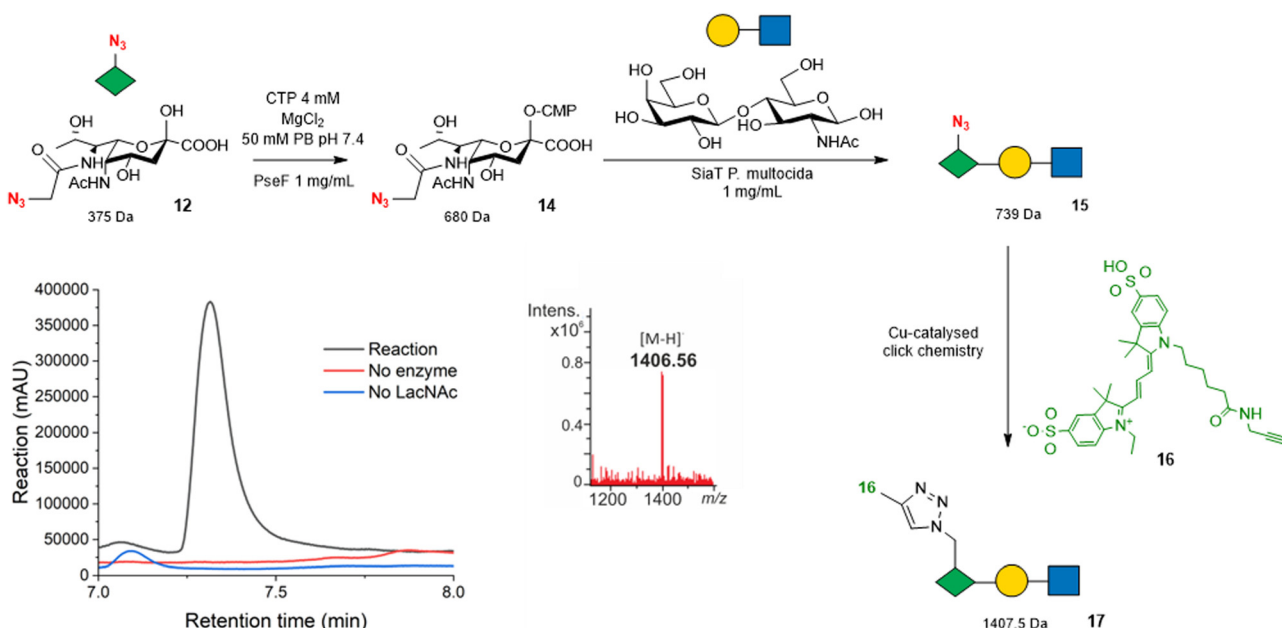 N3
OH
OH
O
O
COOH
HN
AcHN
OH
N3
12
375 Da
CTP 4 mM
MgCl2
50 mM PB pH 7.4
PseF 1 mg/mL
O-CMP
OH
O
O
COOH
HN
AcHN
OH
N3
14
680 Da
OH
OH
O
HO
OH
O
OH
O
HO
OH
NHAc
SiaT P. multocida
1 mg/mL
N3
739 Da
15
Cu-catalysed
click chemistry
HO
S
O
O
N
N+
O
-O
S
O
O
NH
16
16
N
N
N
1407.5 Da
17
Reaction (mAU)
400000
350000
300000
250000
200000
150000
100000
50000
0
7.0
7.5
8.0
Retention time (min)
Reaction
No enzyme
No LacNAc
Intens.
x10^6
0.8
0.6
0.4
0
[M-H]-
1406.56
1200
1400
m/z